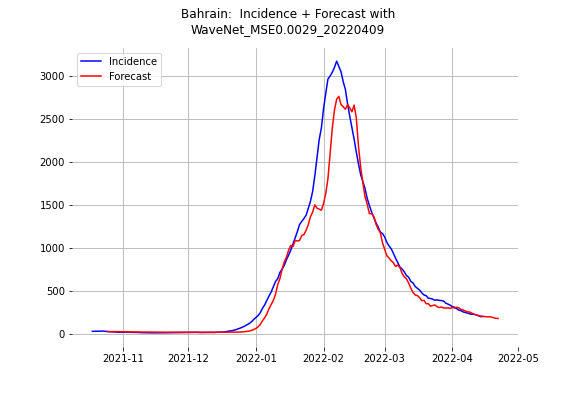 Bahrain: Incidence + Forecast with
WaveNet_MSE0.0029_20220409
Incidence
Forecast
3000
2500
2000
1500
1000
500
0
2021-11 2021-12 2022-01 2022-02 2022-03 2022-04 2022-05